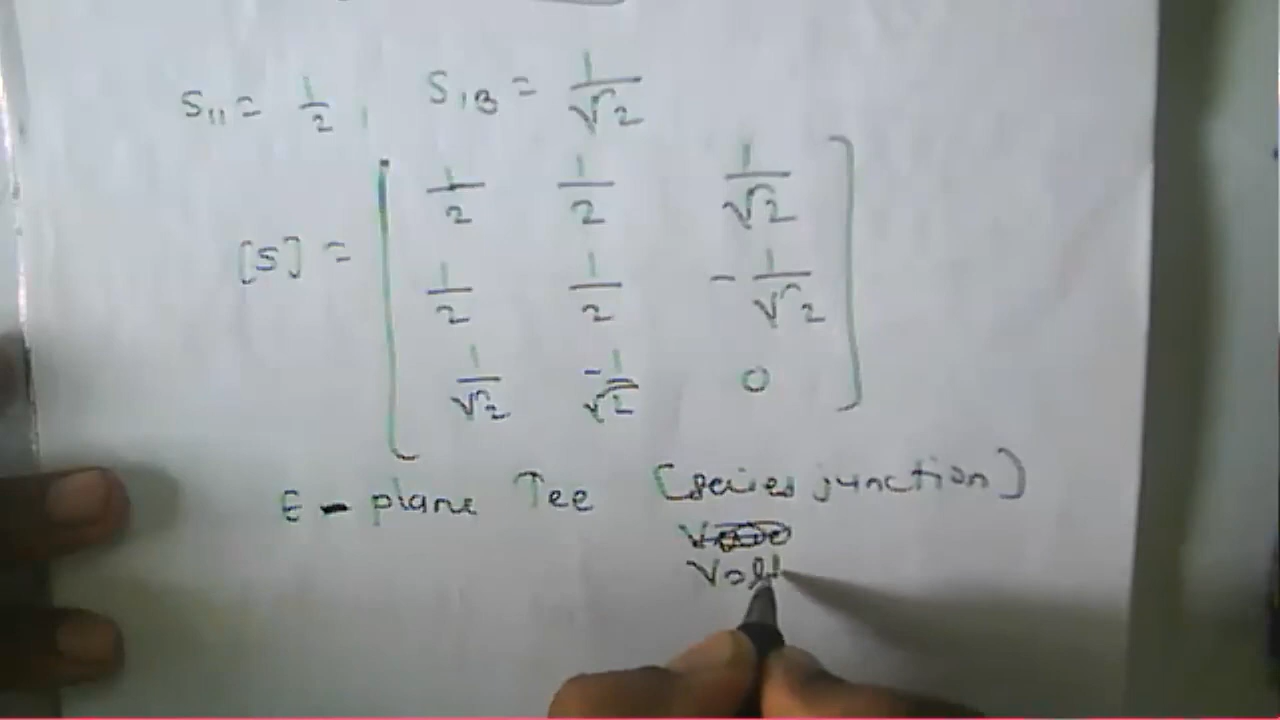 S₁₁ = 1/2, S₁₃ = 1/√2
[S] = [ 1/2 1/2 1/√2
1/2 1/2 -1/√2
1/√2 -1/√2 0 ]
E - plane Tee (series junction)
Vol